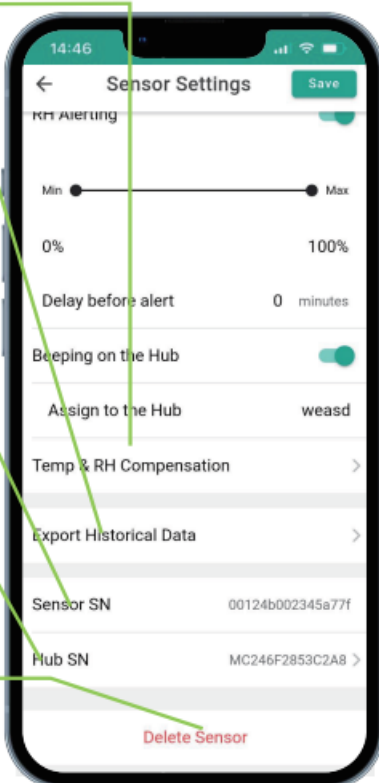 14:46
Sensor Settings Save
RH Alerting
Min Max
0% 100%
Delay before alert 0 minutes
Beeping on the Hub
Assign to the Hub weasd
Temp & RH Compensation
Export Historical Data
Sensor SN 00124b002345a77f
Hub SN MC246F2853C2A8
Delete Sensor